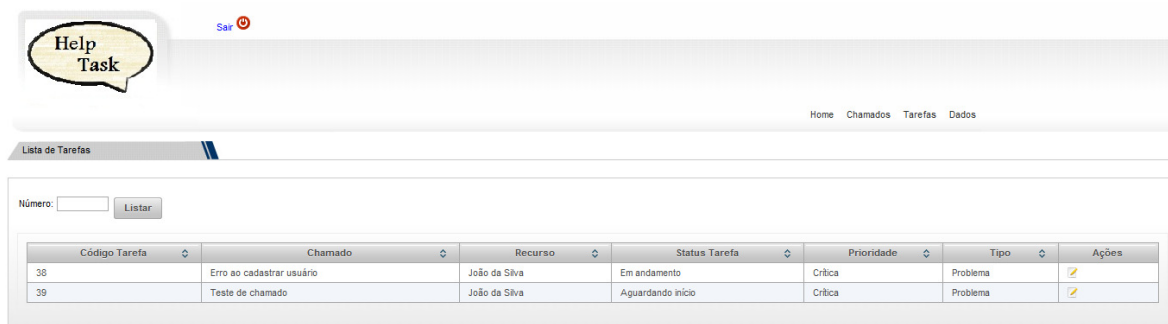 Help
Task
Sair
Home Chamados Tarefas Dados
Lista de Tarefas
Número: Listar
Código Tarefa Chamado Recurso Status Tarefa Prioridade Tipo Ações
38 Erro ao cadastrar usuário João da Silva Em andamento Crítica Problema
39 Teste de chamado João da Silva Aguardando início Crítica Problema